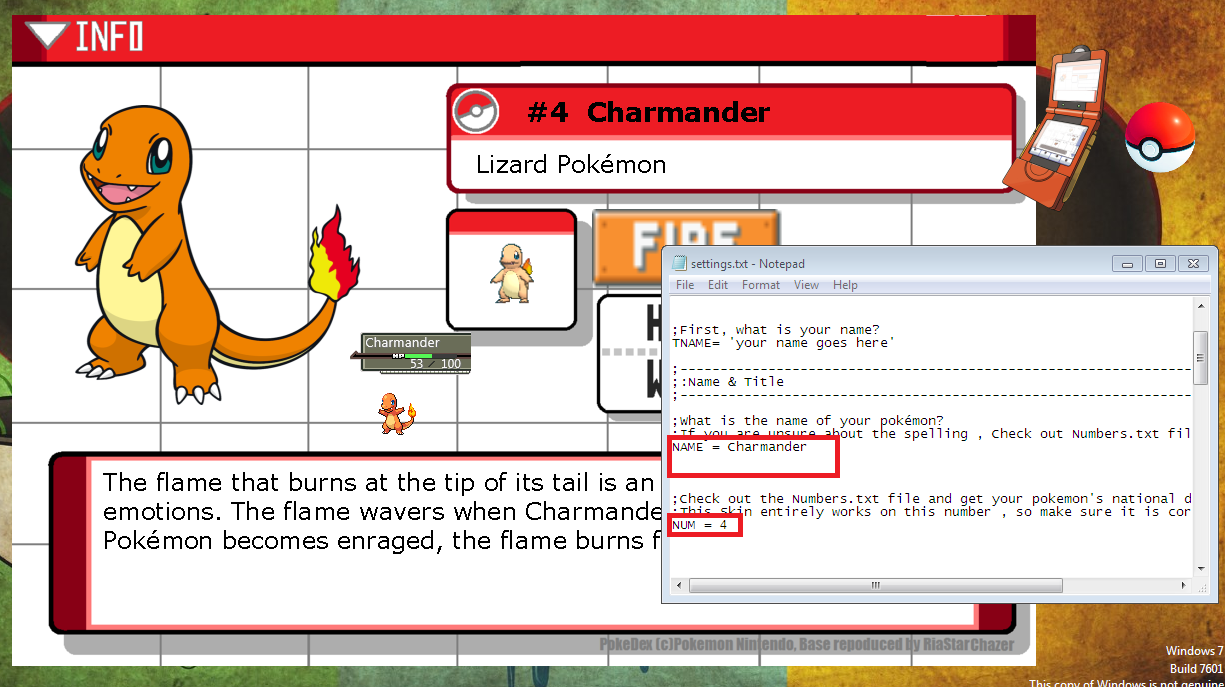 INFO
#4 Charmander
Lizard Pokémon
FIRE
H
W
Charmander
HP
53 / 100
The flame that burns at the tip of its tail is an
emotions. The flame wavers when Charmande
Pokémon becomes enraged, the flame burns f
PokeDex (c)Pokemon Nintendo, Base repoduced by RiaStarChazer
settings.txt - Notepad
File Edit Format View Help
;First, what is your name?
TNAME= 'your name goes here'
;-----------------------------------------------------------------
;:Name & Title
;-----------------------------------------------------------------
;what is the name of your pokémon?
;If you are unsure about the spelling , Check out Numbers.txt fil
NAME = Charmander
;Check out the Numbers.txt file and get your pokemon's national d
;This Skin entirely works on this number , so make sure it is cor
NUM = 4
Windows 7
Build 7601
This copy of Windows is not genuine